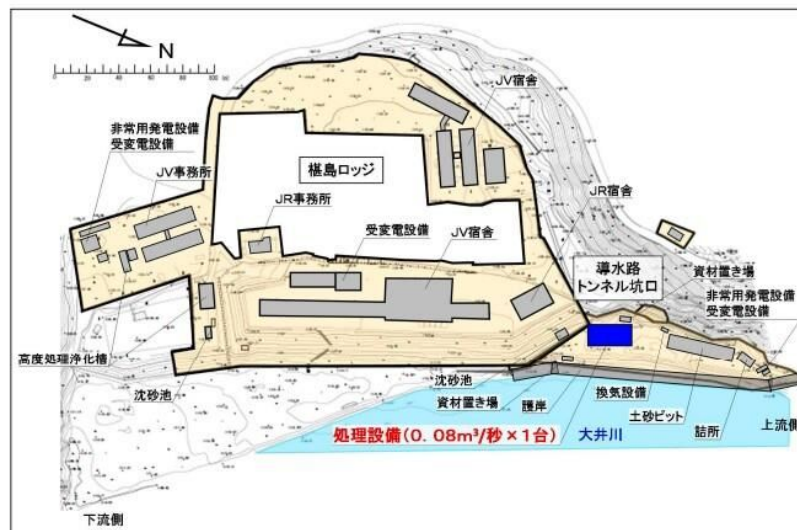 N
0 20 40 60 80 100 (m)
JV宿舎
非常用発電設備
受変電設備
JV事務所
椹島ロッジ
JR事務所
JR宿舎
受変電設備
JV宿舎
導水路
トンネル坑口
資材置き場
非常用発電設備
受変電設備
高度処理浄化槽
沈砂池
沈砂池
資材置き場
護岸
換気設備
土砂ピット
詰所
上流側
処理設備(0.08m³/秒×1台)
大井川
下流側